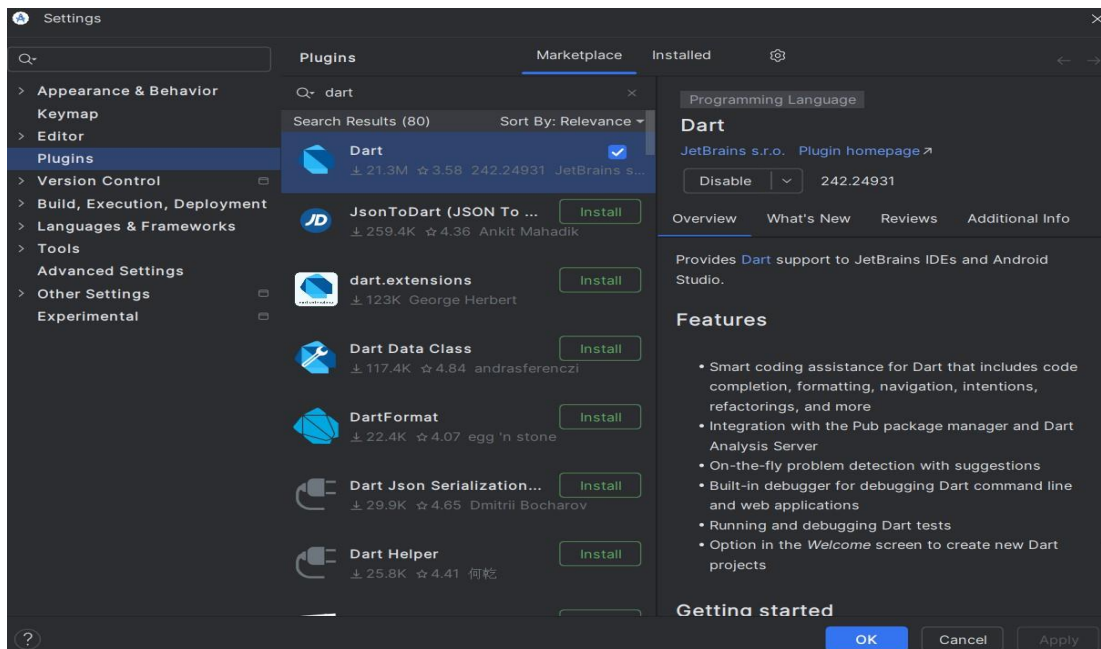 Settings
Plugins
Marketplace
Installed
Appearance & Behavior
Keymap
Editor
Plugins
Version Control
Build, Execution, Deployment
Languages & Frameworks
Tools
Advanced Settings
Other Settings
Experimental
dart
Search Results (80) Sort By: Relevance
Dart
21.3M 3.58 242.24931 JetBrains s...
JsonToDart (JSON To ... Install
259.4K 4.36 Ankit Mahadik
dart.extensions Install
123K George Herbert
Dart Data Class Install
117.4K 4.84 andrasferenczi
DartFormat Install
22.4K 4.07 egg 'n stone
Dart Json Serialization... Install
29.9K 4.65 Dmitrii Bocharov
Dart Helper Install
25.8K 4.41 何乾
Programming Language
Dart
JetBrains s.r.o. Plugin homepage ↗
Disable 242.24931
Overview What's New Reviews Additional Info
Provides Dart support to JetBrains IDEs and Android
Studio.
Features
• Smart coding assistance for Dart that includes code
completion, formatting, navigation, intentions,
refactorings, and more
• Integration with the Pub package manager and Dart
Analysis Server
• On-the-fly problem detection with suggestions
• Built-in debugger for debugging Dart command line
and web applications
• Running and debugging Dart tests
• Option in the Welcome screen to create new Dart
projects
Getting started
?
OK Cancel Apply